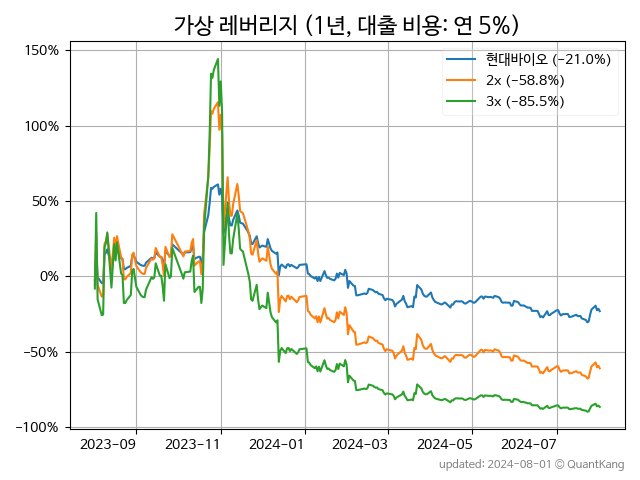 가상 레버리지 (1년, 대출 비용: 연 5%)
현대바이오 (−21.0%)
2x (−58.8%)
3x (−85.5%)
150%
100%
50%
0%
−50%
−100%
2023-09
2023-11
2024-01
2024-03
2024-05
2024-07
updated: 2024-08-01 © QuantKang